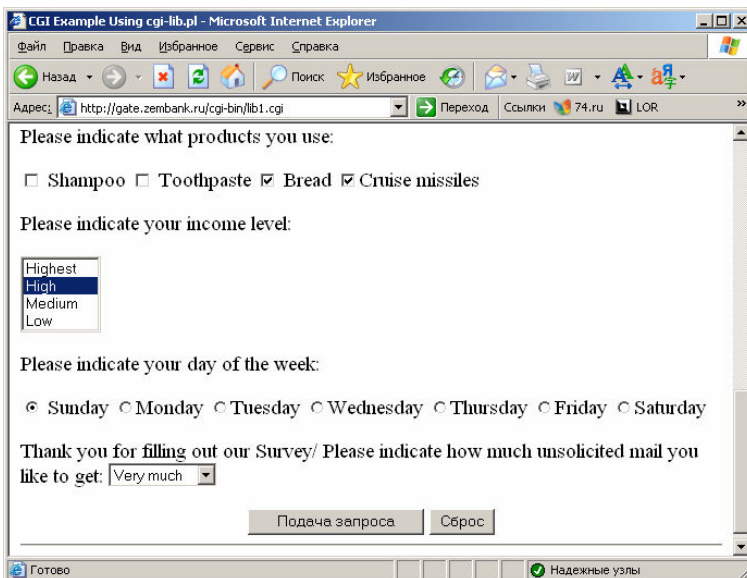 CGI Example Using cgi-lib.pl - Microsoft Internet Explorer
Файл Правка Вид Избранное Сервис Справка
Назад Поиск Избранное
Адрес: http://gate.zembank.ru/cgi-bin/lib1.cgi Переход Ссылки 74.ru LOR »
Please indicate what products you use:
Shampoo Toothpaste Bread Cruise missiles
Please indicate your income level:
Highest
High
Medium
Low
Please indicate your day of the week:
Sunday Monday Tuesday Wednesday Thursday Friday Saturday
Thank you for filling out our Survey/ Please indicate how much unsolicited mail you
like to get: Very much
Подача запроса Сброс
Готово Надежные узлы